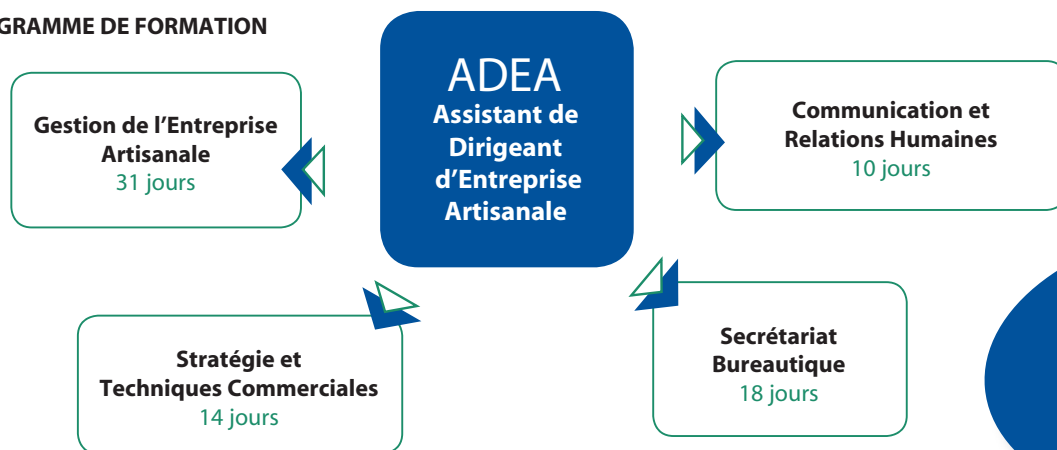 GRAMME DE FORMATION
ADEA
Assistant de
Dirigeant
d'Entreprise
Artisanale
Gestion de l'Entreprise
Artisanale
31 jours
Communication et
Relations Humaines
10 jours
Stratégie et
Techniques Commerciales
14 jours
Secrétariat
Bureautique
18 jours